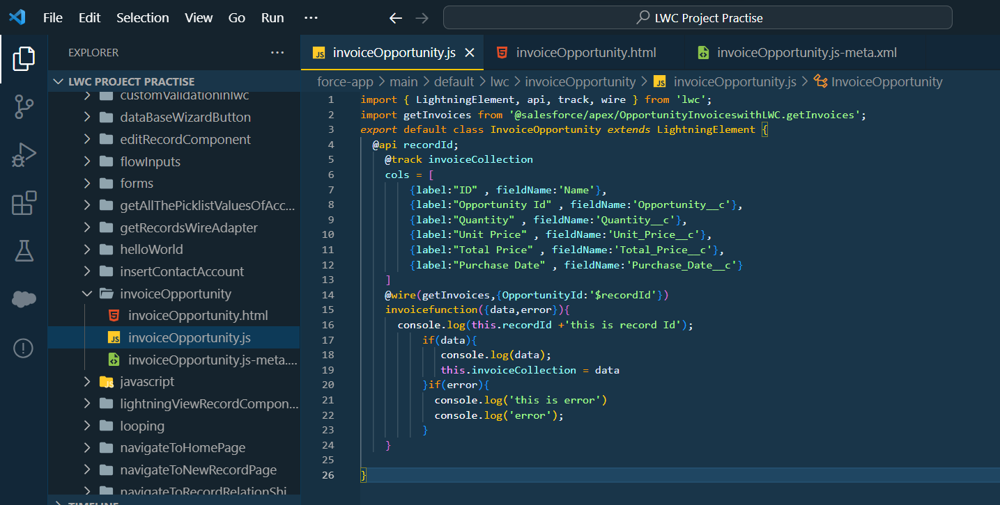 File Edit Selection View Go Run ···
LWC Project Practise
EXPLORER ···
invoiceOpportunity.js
invoiceOpportunity.html
invoiceOpportunity.js-meta.xml
LWC PROJECT PRACTISE
customValidationinlwc
dataBaseWizardButton
editRecordComponent
flowInputs
forms
getAllThePicklistValuesOfAcc...
getRecordsWireAdapter
helloWorld
insertContactAccount
invoiceOpportunity
invoiceOpportunity.html
invoiceOpportunity.js
invoiceOpportunity.js-meta....
javascript
lightningViewRecordCompon...
looping
navigateToHomePage
navigateToNewRecordPage
navigateToRecordRelationShi
TIMELINE
force-app > main > default > lwc > invoiceOpportunity > invoiceOpportunity.js > InvoiceOpportunity
1 import { LightningElement, api, track, wire } from 'lwc';
2 import getInvoices from '@salesforce/apex/OpportunityInvoiceswithLWC.getInvoices';
3 export default class InvoiceOpportunity extends LightningElement {
4 @api recordId;
5 @track invoiceCollection
6 cols = [
7 {label:"ID" , fieldName:'Name'},
8 {label:"Opportunity Id" , fieldName:'Opportunity__c'},
9 {label:"Quantity" , fieldName:'Quantity__c'},
10 {label:"Unit Price" , fieldName:'Unit_Price__c'},
11 {label:"Total Price" , fieldName:'Total_Price__c'},
12 {label:"Purchase Date" , fieldName:'Purchase_Date__c'}
13 ]
14 @wire(getInvoices,{OpportunityId:'$recordId'})
15 invoicefunction({data,error}){
16 console.log(this.recordId +'this is record Id');
17 if(data){
18 console.log(data);
19 this.invoiceCollection = data
20 }if(error){
21 console.log('this is error')
22 console.log('error');
23 }
24 }
25
26 }